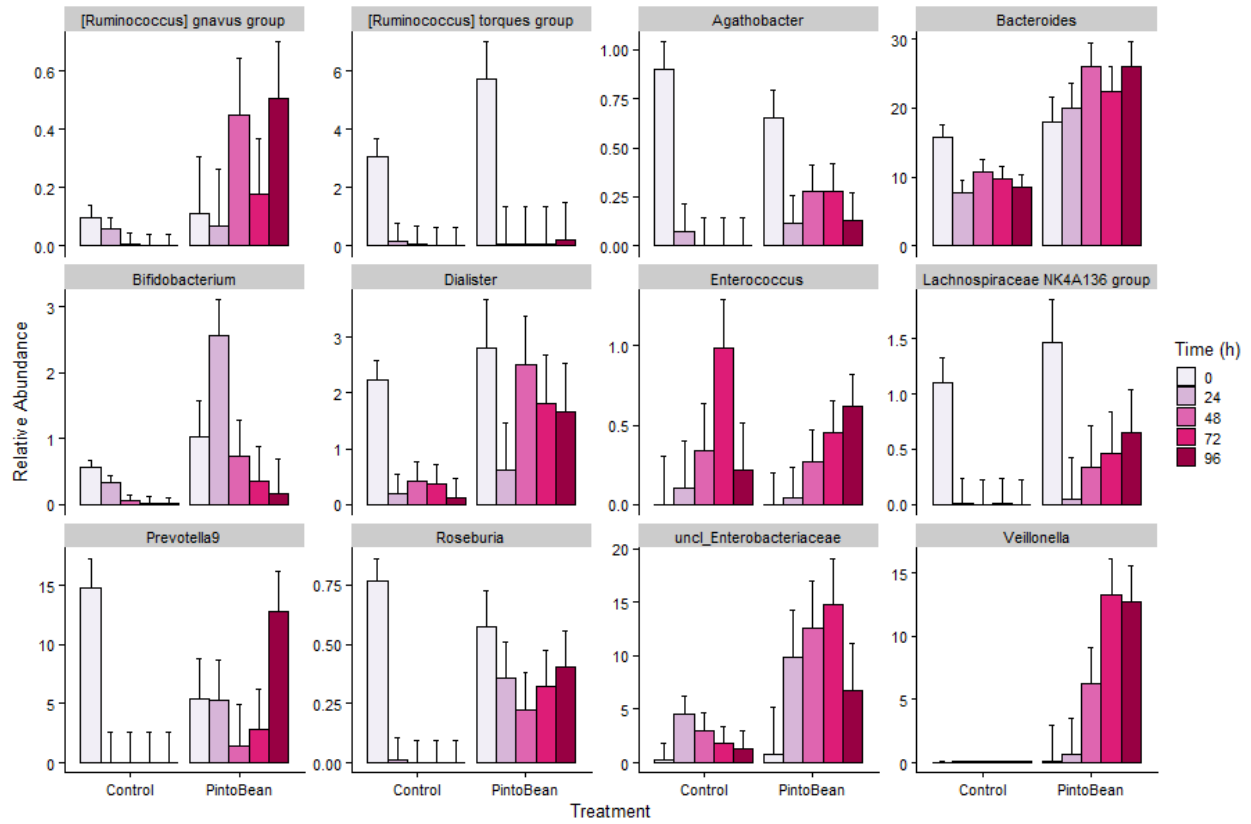 [Ruminococcus] gnavus group
[Ruminococcus] torques group
Agathobacter
Bacteroides
0.6
0.4
0.2
0.0
6
4
2
0
1.00
0.75
0.50
0.25
0.00
30
20
10
0
Bifidobacterium
Dialister
Enterococcus
Lachnospiraceae NK4A136 group
3
2
1
0
3
2
1
0
1.0
0.5
0.0
1.5
1.0
0.5
0.0
Prevotella9
Roseburia
uncl_Enterobacteriaceae
Veillonella
15
10
5
0
0.75
0.50
0.25
0.00
20
15
10
5
0
15
10
5
0
Control PintoBean
Control PintoBean
Control PintoBean
Control PintoBean
Treatment
Relative Abundance
Time (h)
0
24
48
72
96